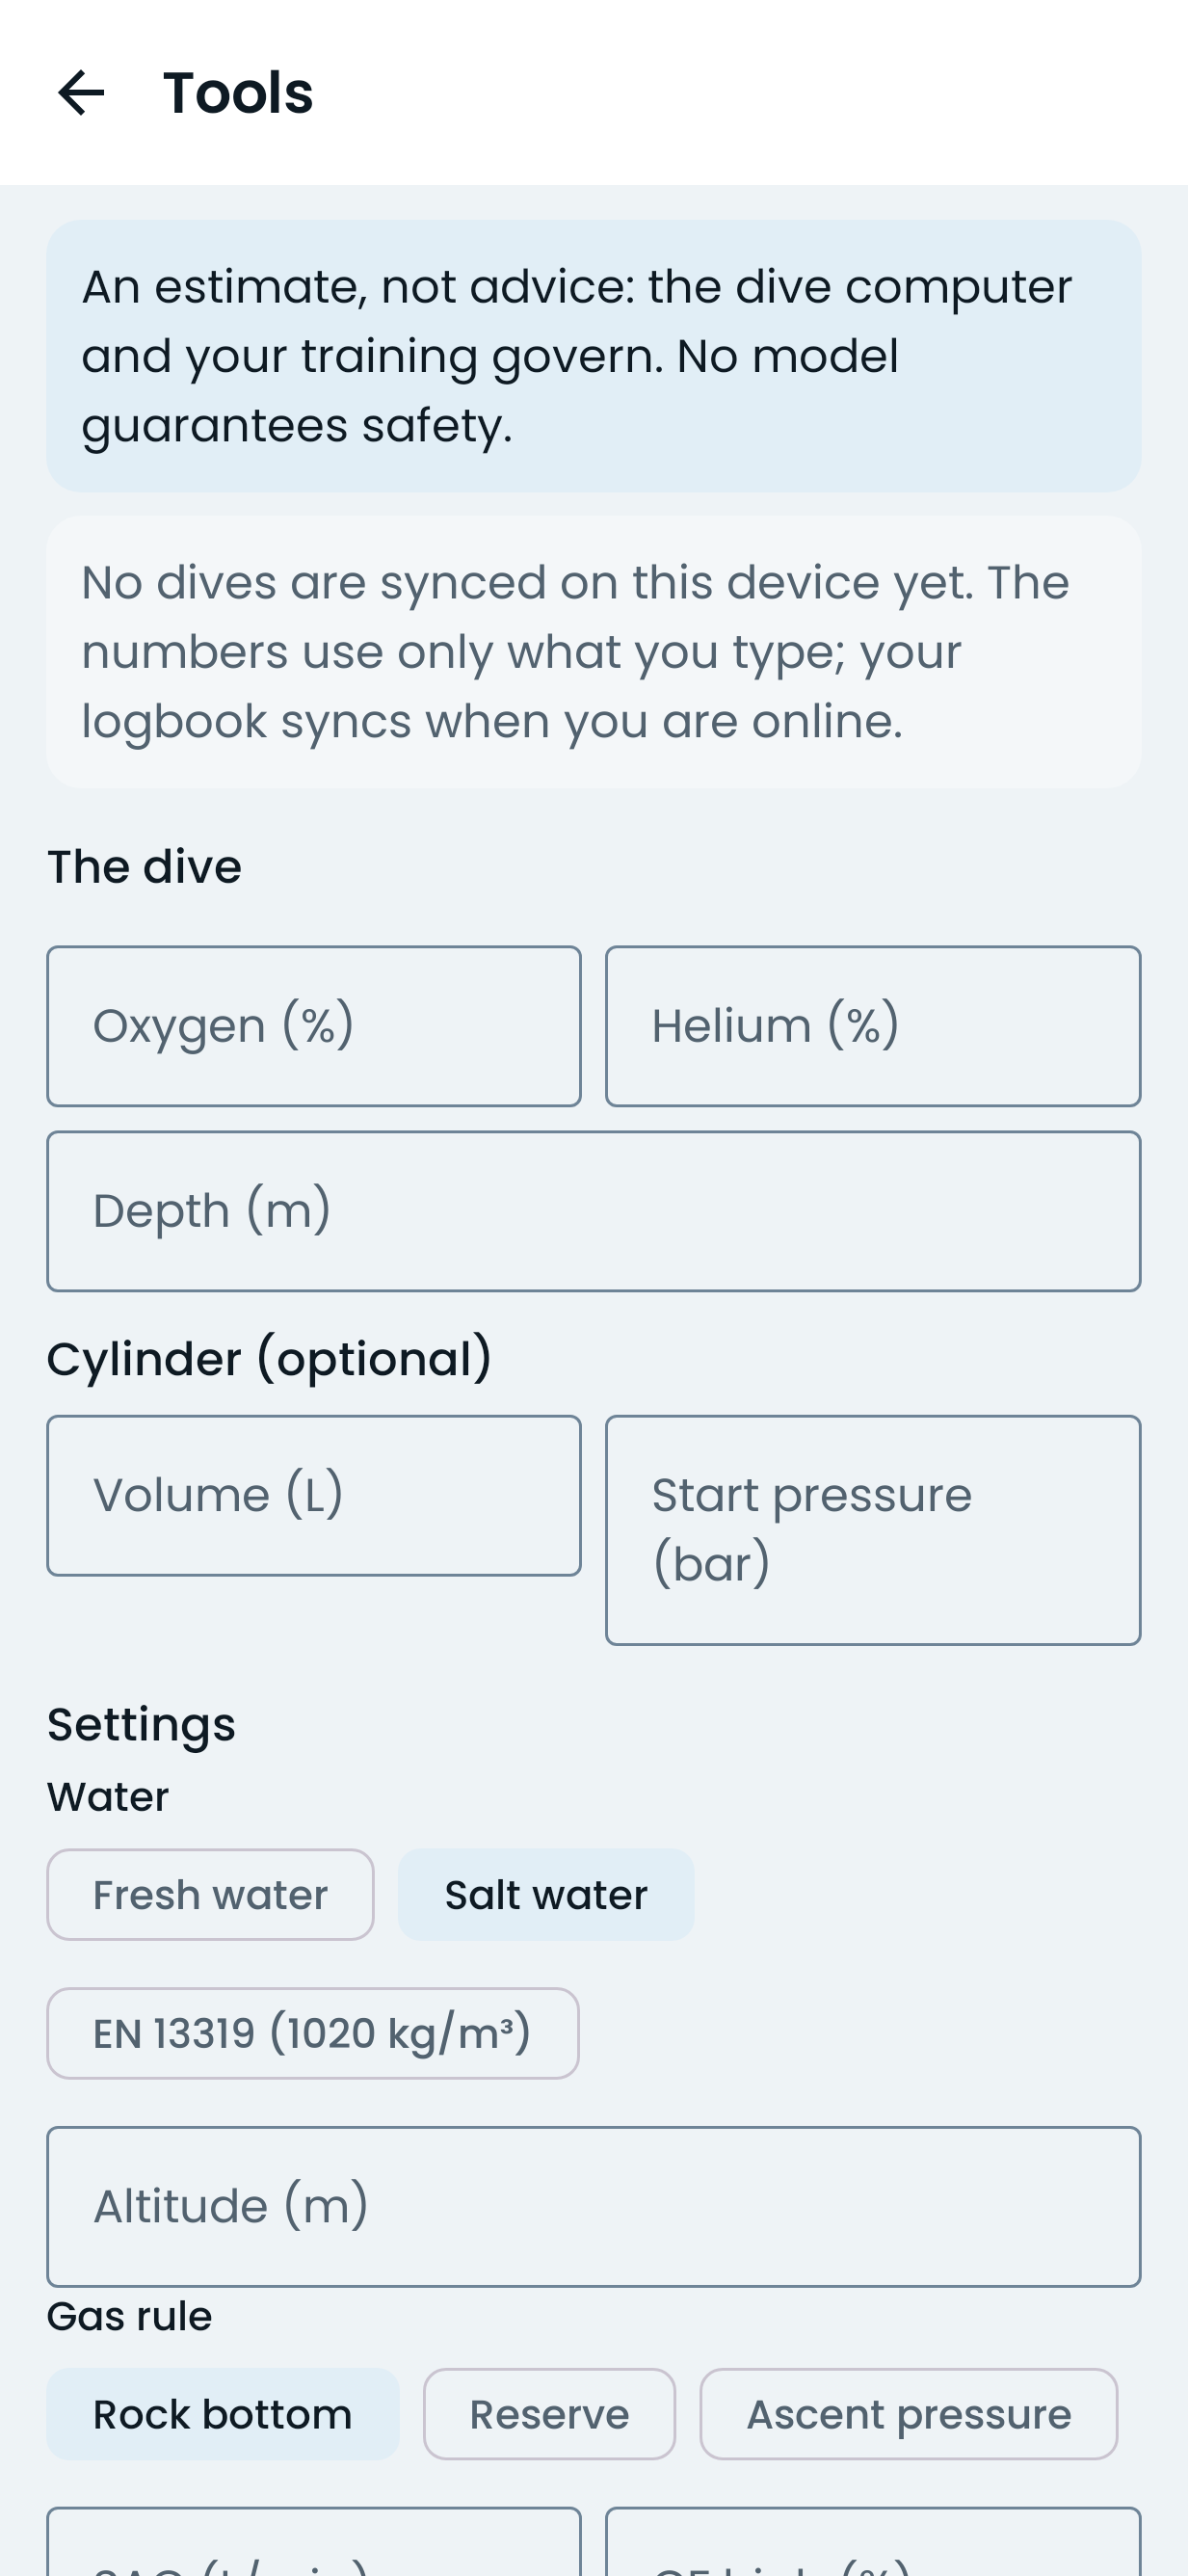 Tools
An estimate, not advice: the dive computer
and your training govern. No model
guarantees safety.
No dives are synced on this device yet. The
numbers use only what you type; your
logbook syncs when you are online.
The dive
Oxygen (%)
Helium (%)
Depth (m)
Cylinder (optional)
Volume (L)
Start pressure
(bar)
Settings
Water
Fresh water
Salt water
EN 13319 (1020 kg/m³)
Altitude (m)
Gas rule
Rock bottom
Reserve
Ascent pressure